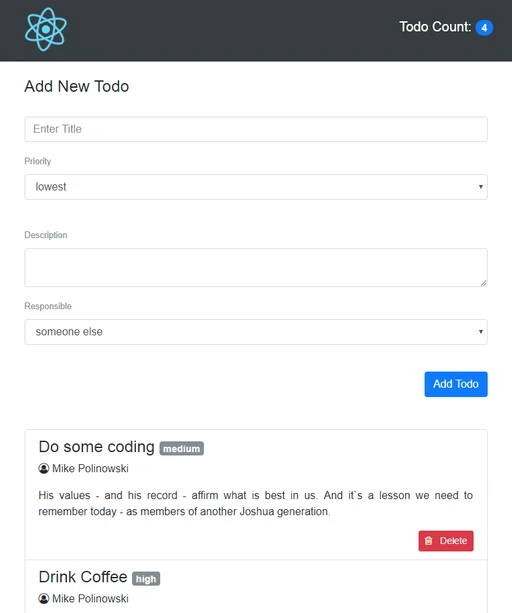 Todo Count: 4
Add New Todo
Enter Title
Priority
lowest
Description
Responsible
someone else
Add Todo
Do some coding medium
Mike Polinowski
His values - and his record - affirm what is best in us. And it`s a lesson we need to
remember today - as members of another Joshua generation.
Delete
Drink Coffee high
Mike Polinowski